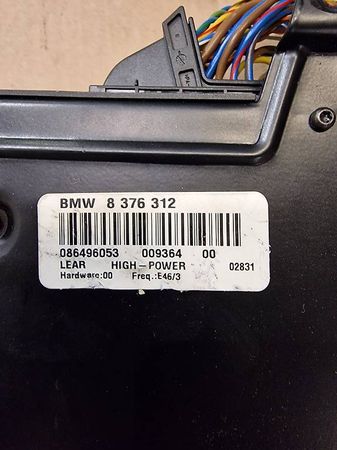 BMW 8 376 312
086496053 009364 00
LEAR HIGH-POWER 02831
Hardware:00 Freq.:E46/3